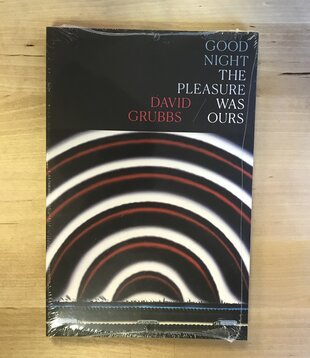 GOOD
NIGHT
THE
PLEASURE
DAVID / WAS
GRUBBS OURS